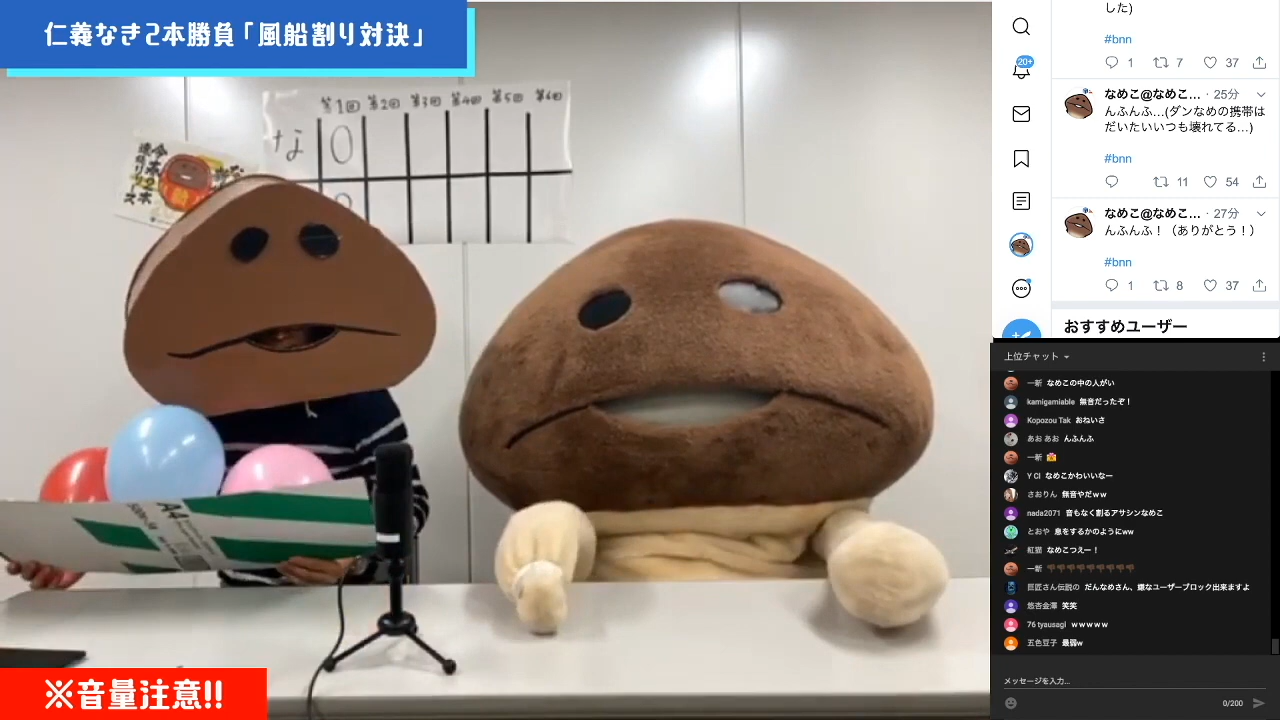 仁義なき2本勝負「風船割り対決」
第1回 第2回 第3回 第4回 第5回 第6回
な 0
A4
※音量注意!!
した)
#bnn
1 7 37
20+
なめこ@なめこ... · 25分
んふんふ…(ダンなめの携帯は
だいたいいつも壊れてる…)
#bnn
11 54
なめこ@なめこ... · 27分
んふんふ！（ありがとう！）
#bnn
1 8 37
おすすめユーザー
上位チャット
一新 なめこの中の人がい
kamigamiable 無音だったぞ！
Kopozou Tak おねいさ
あお あお んふんふ
一新
Y CI なめこかわいいなー
さおりん 無音やだww
nada2071 音もなく割るアサシンなめこ
とおや 息をするかのようにww
紅猫 なめこつえー！
一新
巨匠さん伝説の だんなめさん、嫌なユーザーブロック出来ますよ
悠杏金澤 笑笑
76 tyausagi wwwww
五色豆子 最弱w
メッセージを入力...
0/200